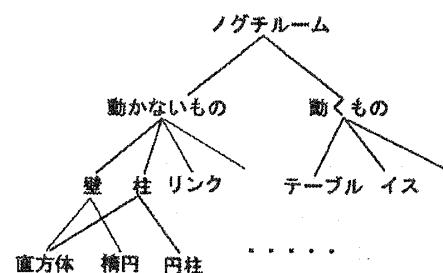 ノグチルーム
動かないもの 動くもの
壁 柱 リンク テーブル イス
直方体 楕円 円柱 ・・・・・